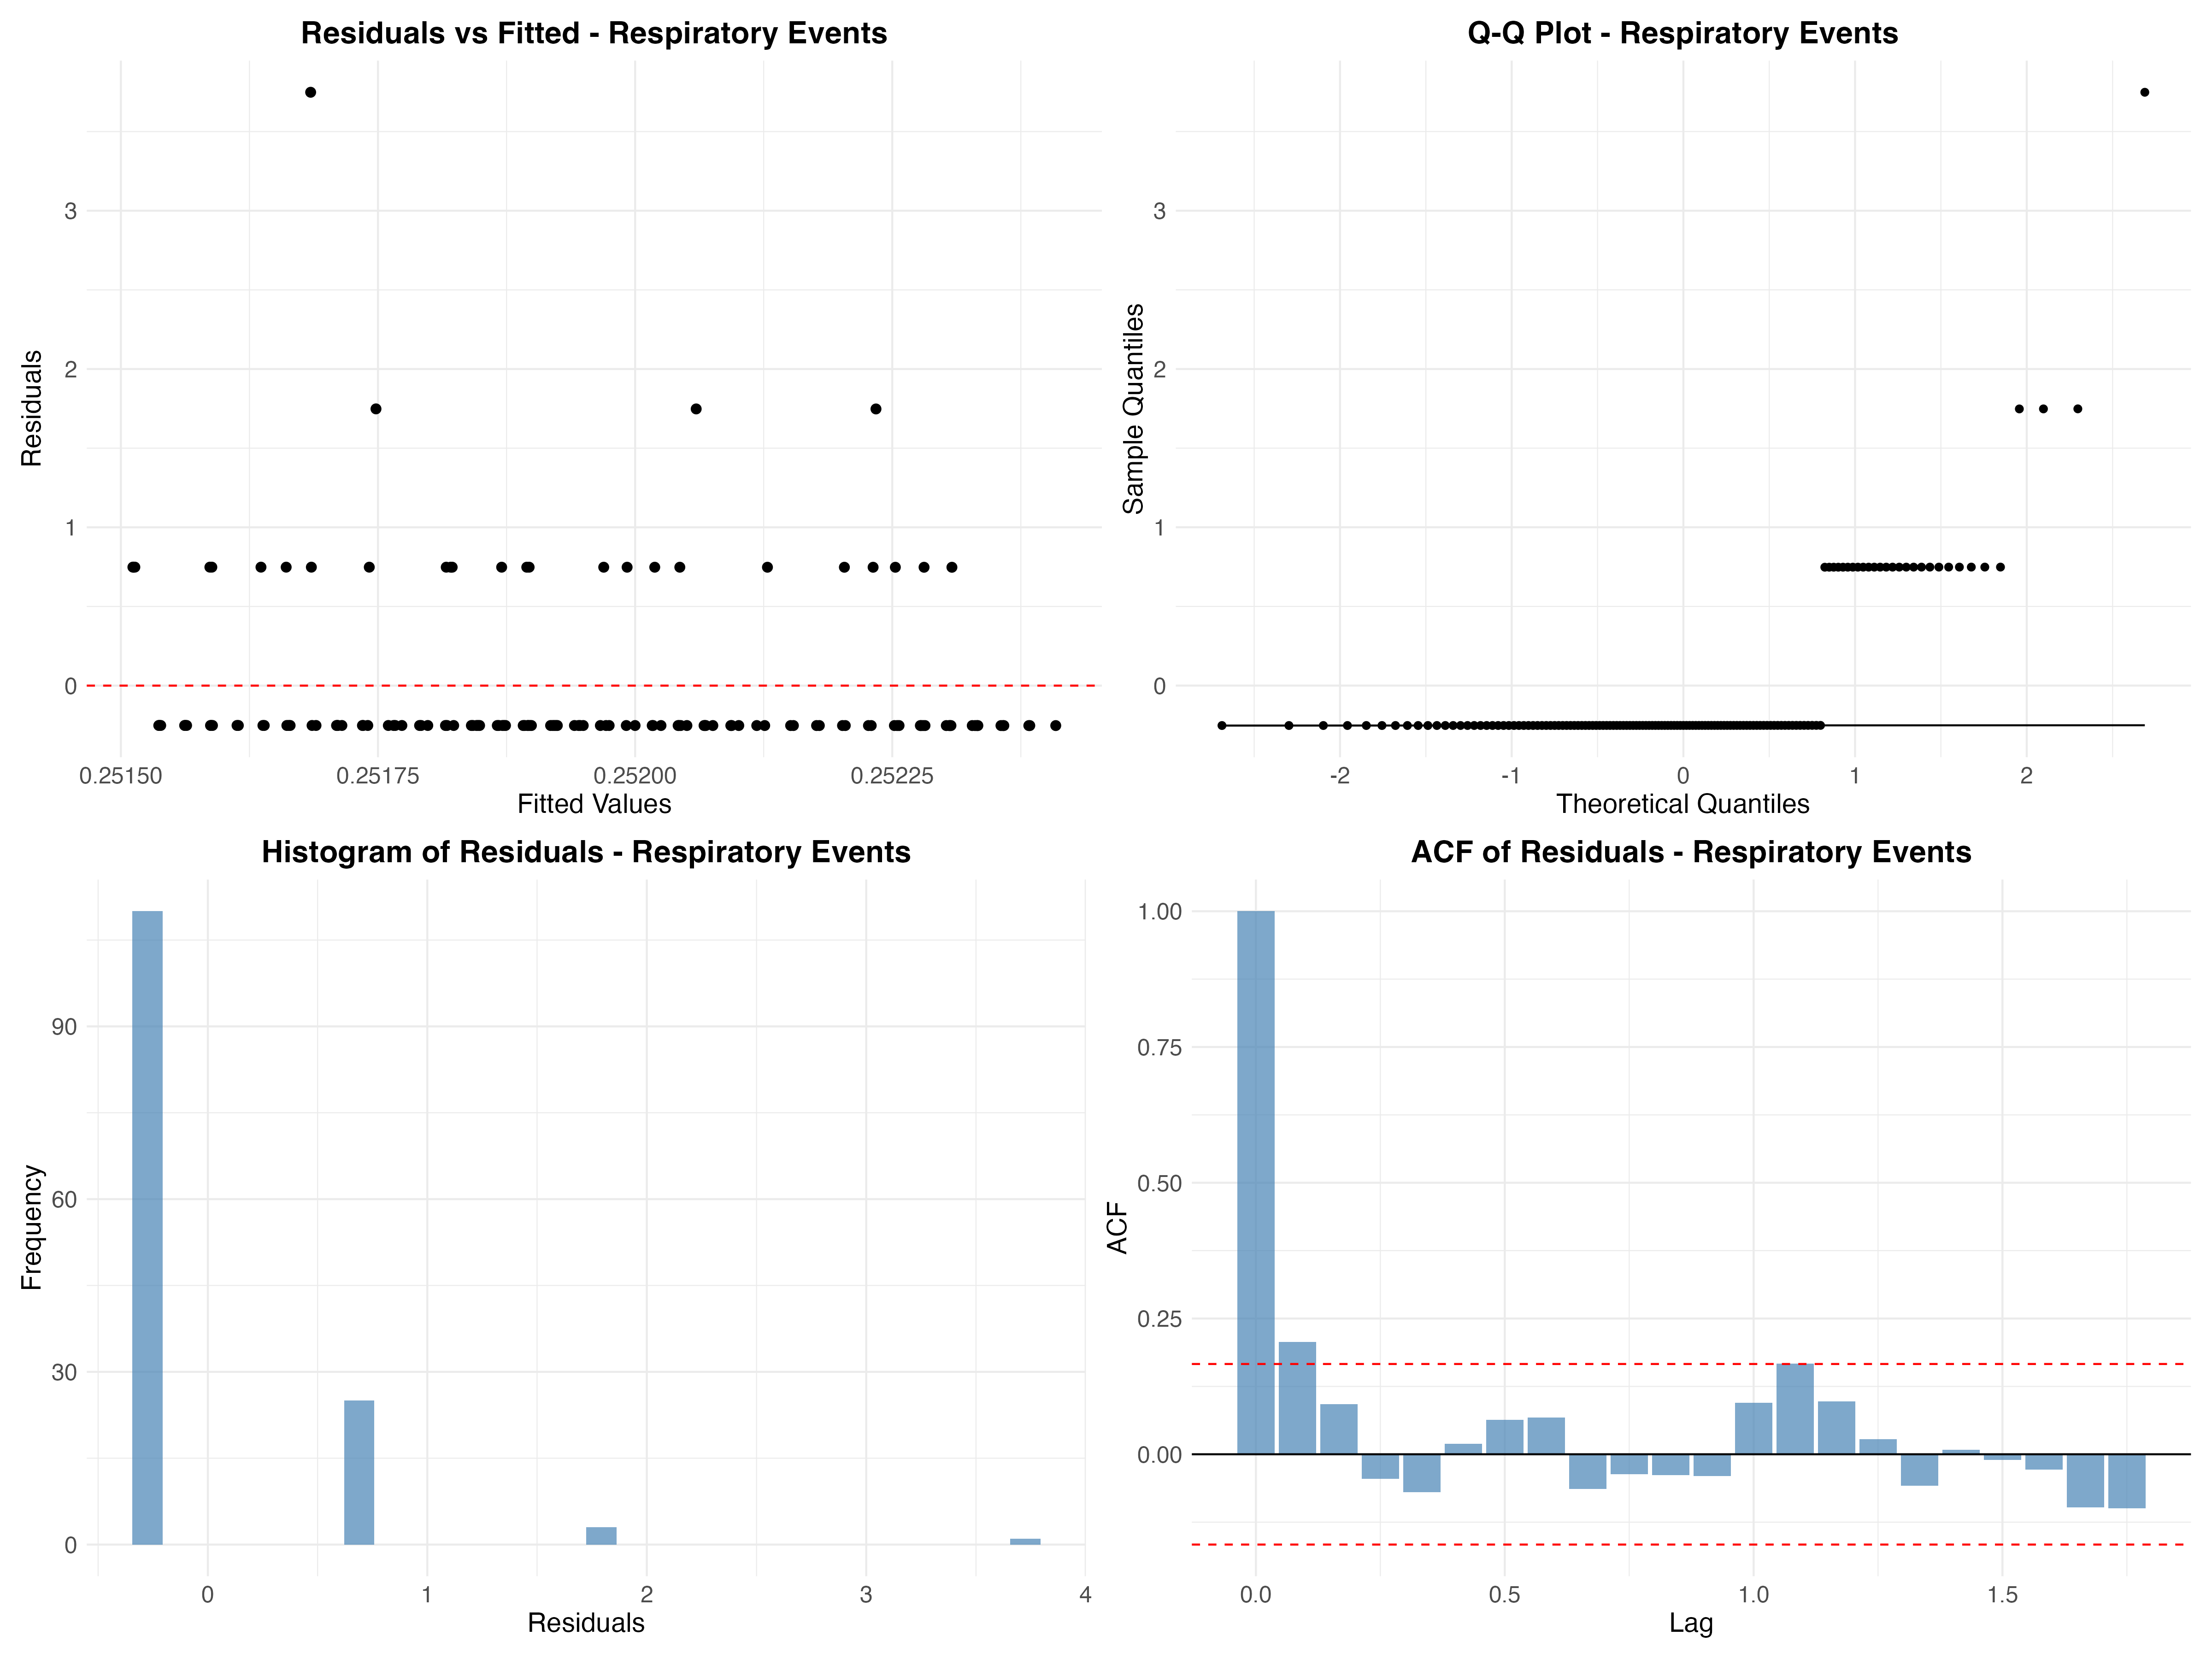 Residuals vs Fitted - Respiratory Events
Residuals
3
2
1
0
0.25150 0.25175 0.25200 0.25225
Fitted Values
Q-Q Plot - Respiratory Events
Sample Quantiles
3
2
1
0
-2 -1 0 1 2
Theoretical Quantiles
Histogram of Residuals - Respiratory Events
Frequency
90
60
30
0
0 1 2 3 4
Residuals
ACF of Residuals - Respiratory Events
ACF
1.00
0.75
0.50
0.25
0.00
0.0 0.5 1.0 1.5
Lag